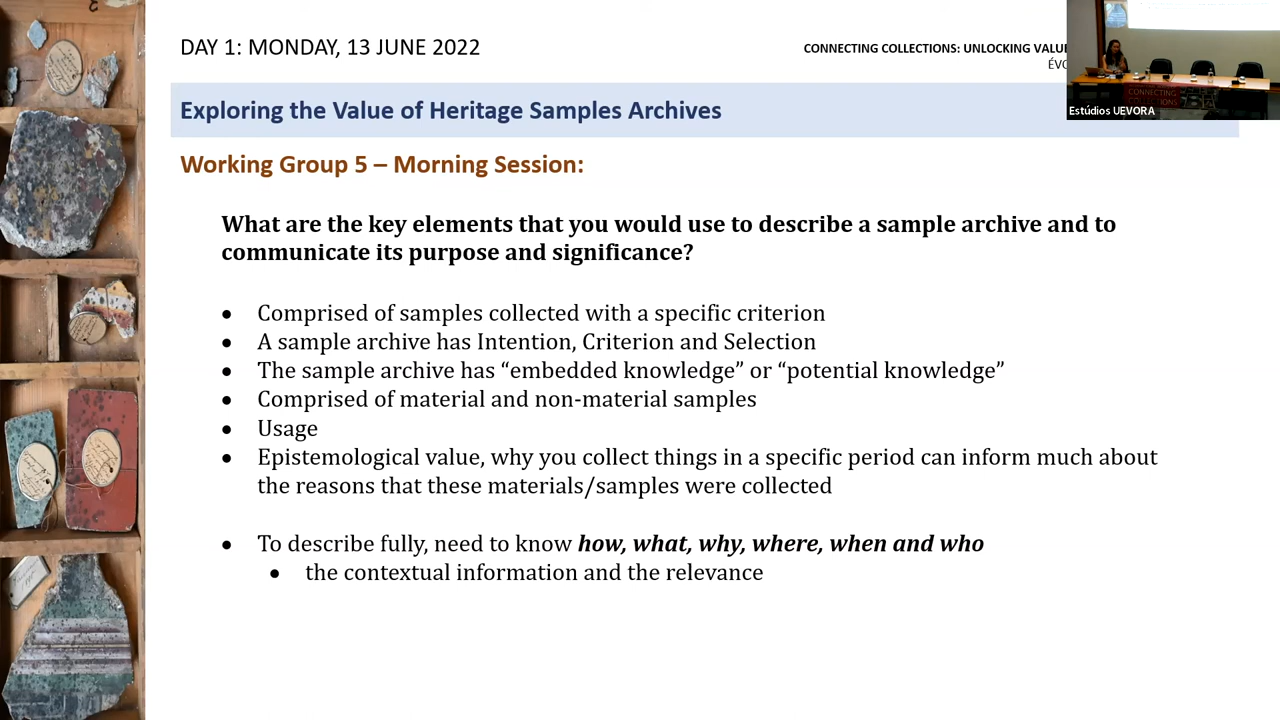 DAY 1: MONDAY, 13 JUNE 2022
CONNECTING COLLECTIONS: UNLOCKING VALUE
ÉVO
Estúdios UEVORA
CONNECTING
Exploring the Value of Heritage Samples Archives
Working Group 5 – Morning Session:
What are the key elements that you would use to describe a sample archive and to
communicate its purpose and significance?
• Comprised of samples collected with a specific criterion
• A sample archive has Intention, Criterion and Selection
• The sample archive has “embedded knowledge” or “potential knowledge”
• Comprised of material and non-material samples
• Usage
• Epistemological value, why you collect things in a specific period can inform much about
the reasons that these materials/samples were collected
• To describe fully, need to know how, what, why, where, when and who
• the contextual information and the relevance